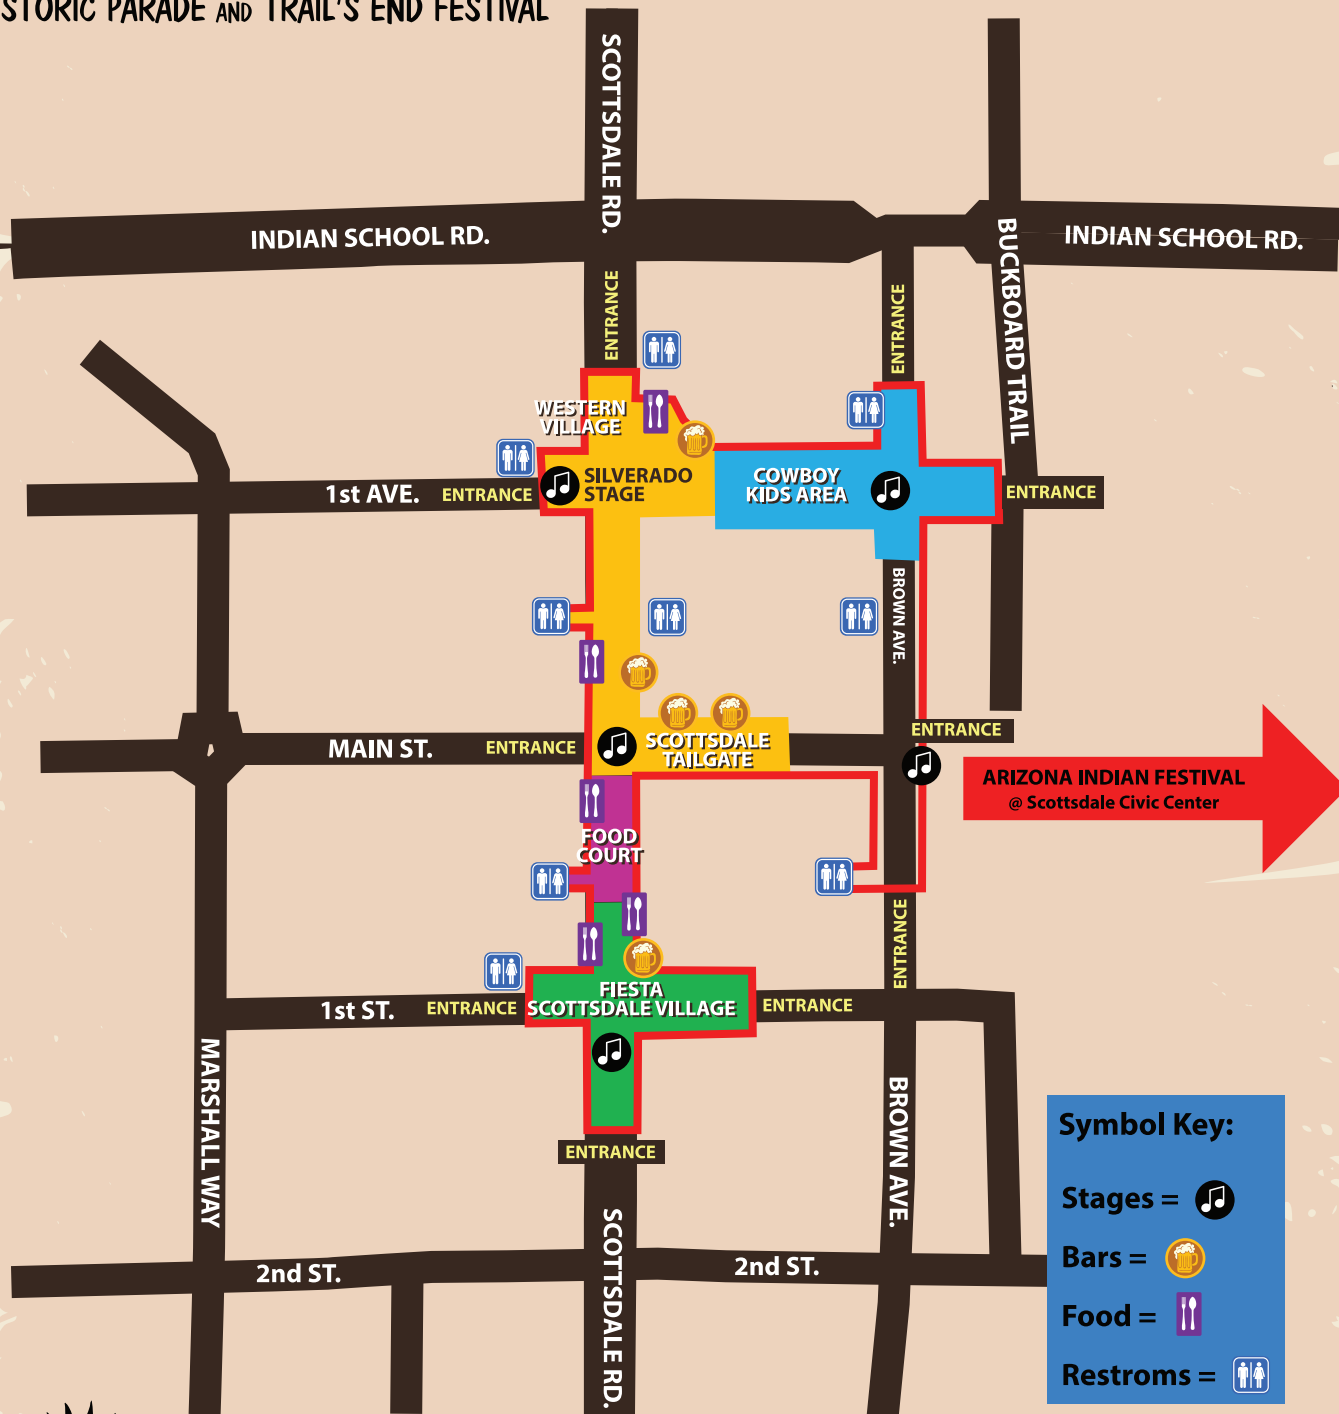 STORIC PARADE AND TRAIL'S END FESTIVAL
SCOTTSDALE RD.
INDIAN SCHOOL RD.
INDIAN SCHOOL RD.
BUCKBOARD TRAIL
ENTRANCE
ENTRANCE
WESTERN
VILLAGE
SILVERADO
STAGE
COWBOY
KIDS AREA
1st AVE.
ENTRANCE
ENTRANCE
BROWN AVE.
ENTRANCE
MAIN ST.
ENTRANCE
SCOTTSDALE
TAILGATE
ARIZONA INDIAN FESTIVAL
@ Scottsdale Civic Center
FOOD
COURT
ENTRANCE
FIESTA
SCOTTSDALE VILLAGE
1st ST.
ENTRANCE
ENTRANCE
MARSHALL WAY
BROWN AVE.
ENTRANCE
SCOTTSDALE RD.
2nd ST.
2nd ST.
Symbol Key:
Stages =
Bars =
Food =
Restroms =